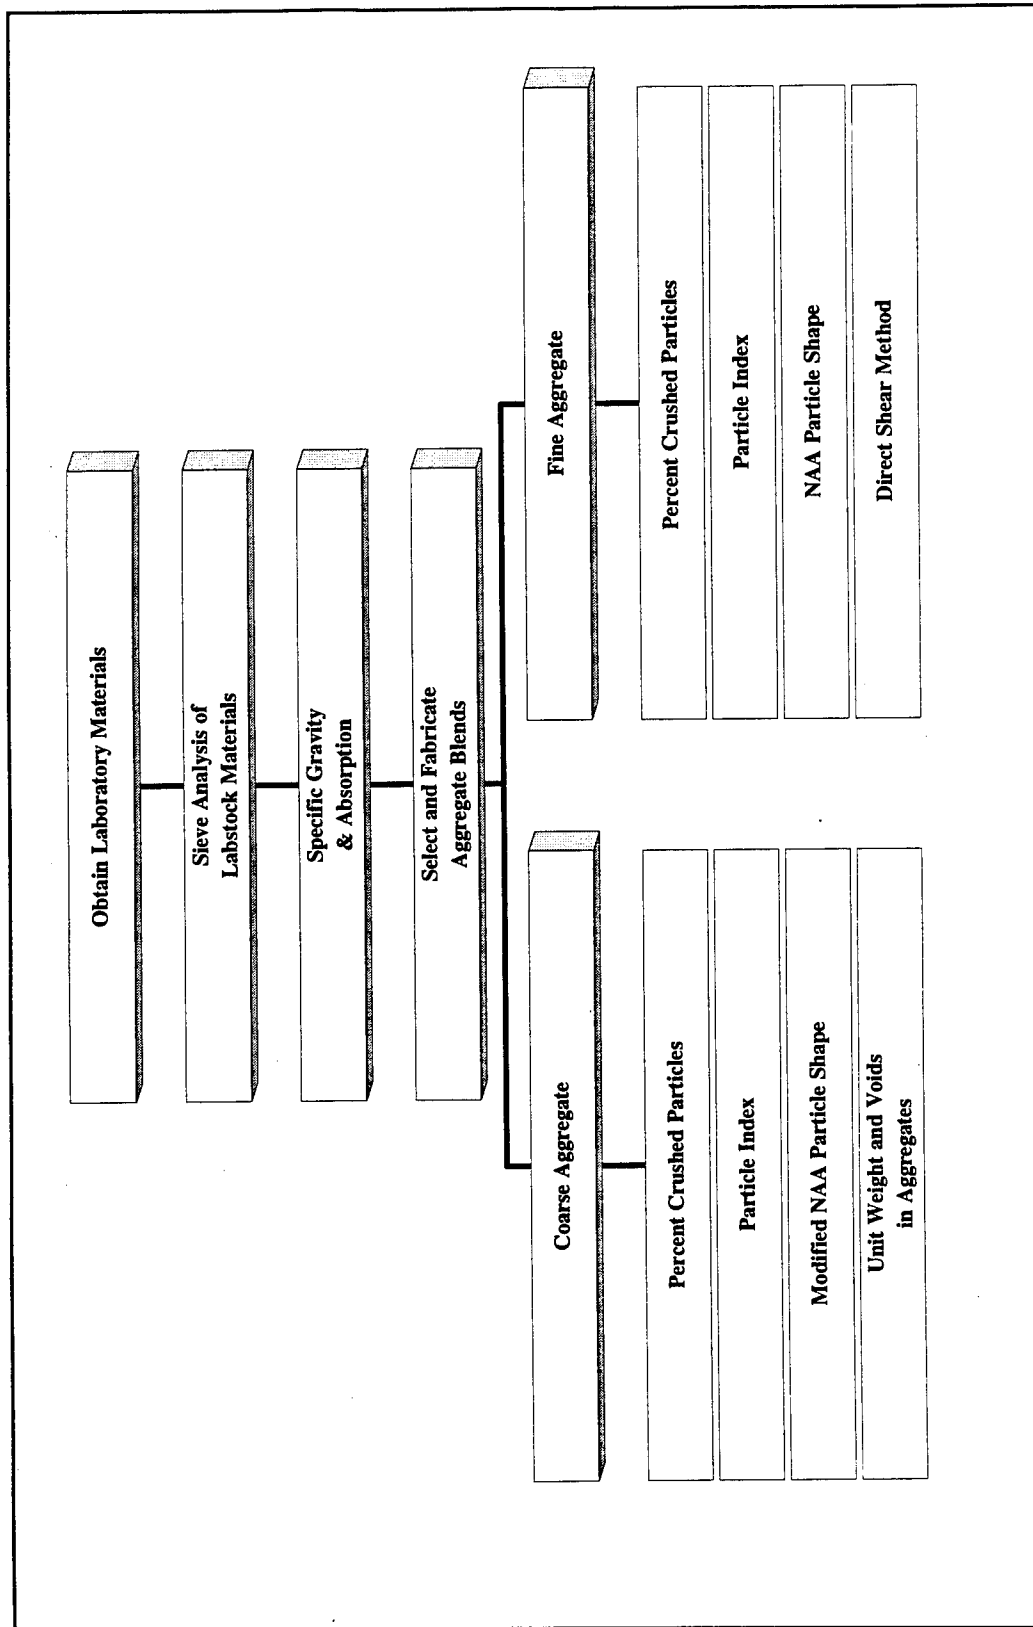 Obtain Laboratory Materials
Sieve Analysis of
Labstock Materials
Specific Gravity
& Absorption
Select and Fabricate
Aggregate Blends
Coarse Aggregate
Percent Crushed Particles
Particle Index
Modified NAA Particle Shape
Unit Weight and Voids
in Aggregates
Fine Aggregate
Percent Crushed Particles
Particle Index
NAA Particle Shape
Direct Shear Method